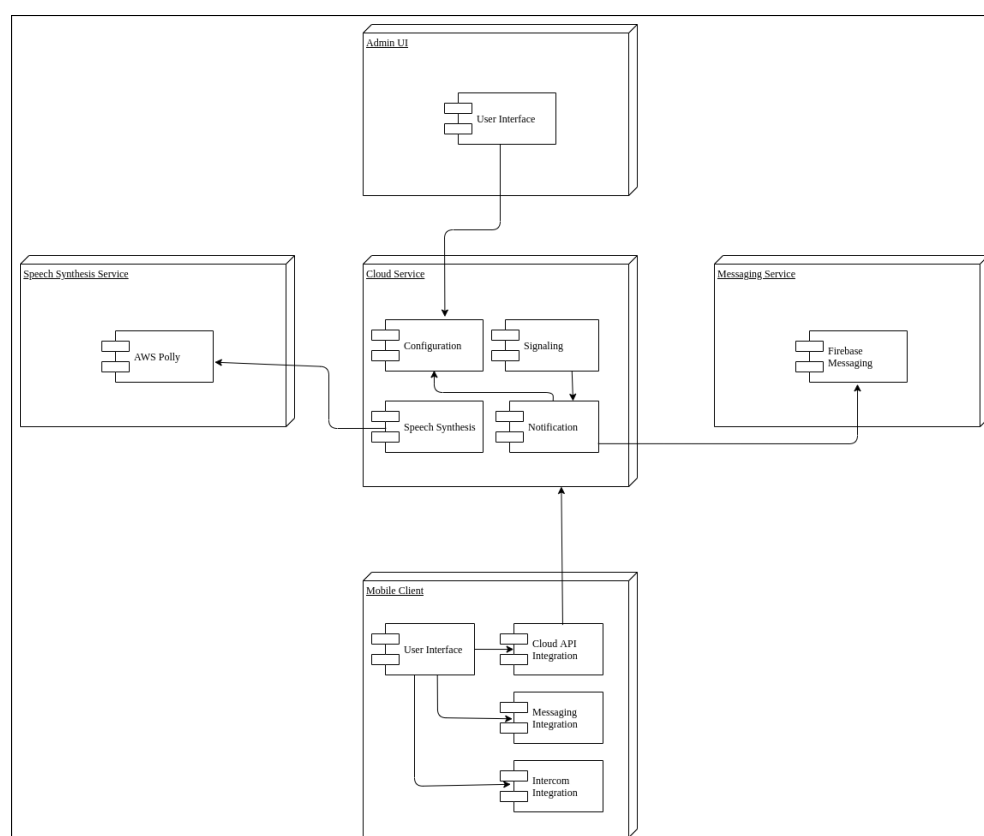 Admin UI
User Interface
Speech Synthesis Service
AWS Polly
Cloud Service
Configuration
Signaling
Speech Synthesis
Notification
Messaging Service
Firebase
Messaging
Mobile Client
User Interface
Cloud API
Integration
Messaging
Integration
Intercom
Integration